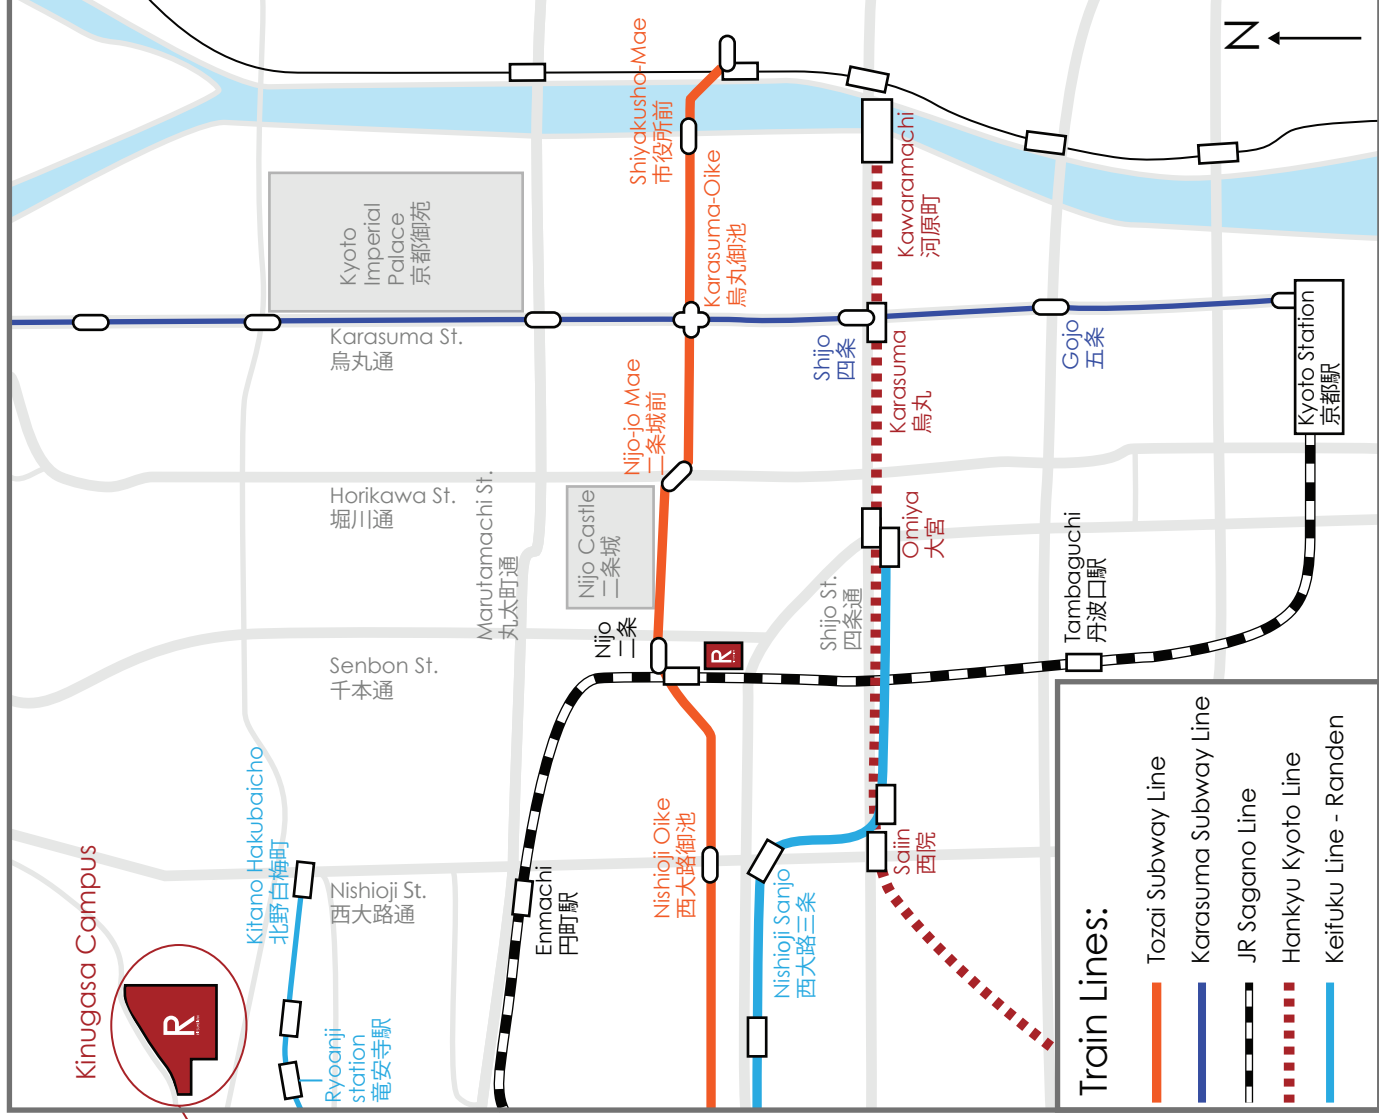 Kinugasa Campus
R
Kitano Hakubaicho
北野白梅町
Ryoanji
station
竜安寺駅
Kyoto
Imperial
Palace
京都御苑
Karasuma St.
烏丸通
Horikawa St.
堀川通
Senbon St.
千本通
Nishioji St.
西大路通
Marutamachi St.
丸太町通
Enmachi
円町駅
Nijo Castle
二条城
Nijo
二条
R
Shiyakusho-Mae
市役所前
Karasuma-Oike
烏丸御池
Nijo-jo Mae
二条城前
Nishioji Oike
西大路御池
Nishioji Sanjo
西大路三条
Shijo
四条
Shijo St.
四条通
Kawaramachi
河原町
Karasuma
烏丸
Omiya
大宮
Saiin
西院
Gojo
五条
Tambaguchi
丹波口駅
Kyoto Station
京都駅
N
Train Lines:
Tozai Subway Line
Karasuma Subway Line
JR Sagano Line
Hankyu Kyoto Line
Keifuku Line - Randen